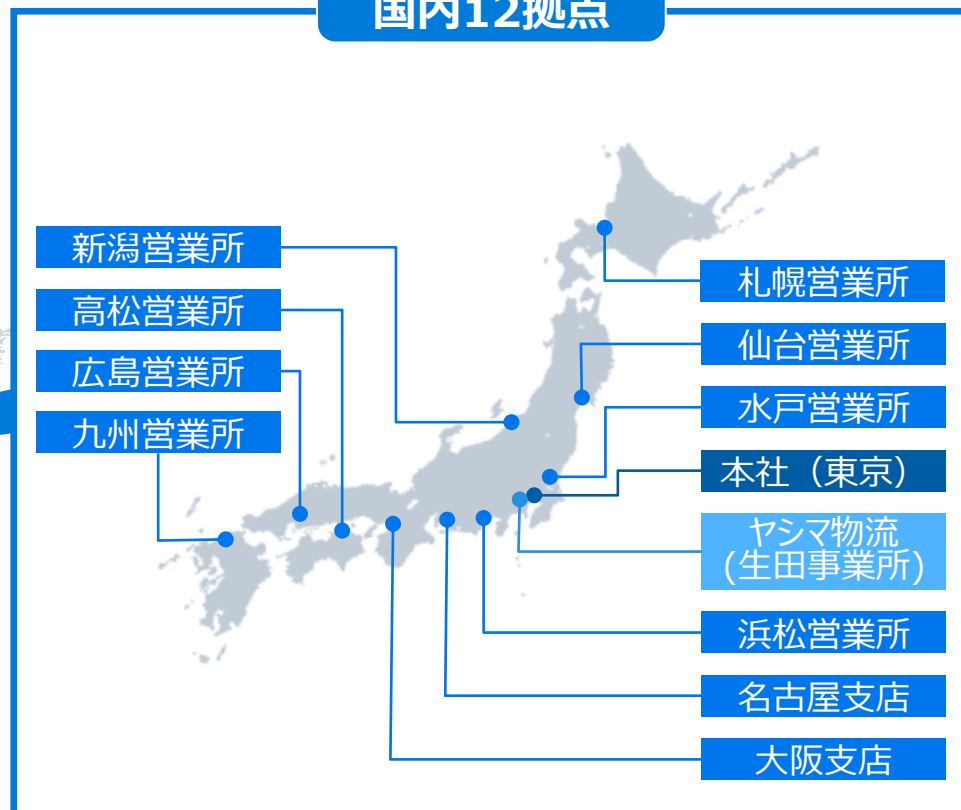 国内12拠点
新潟営業所
高松営業所
広島営業所
九州営業所
札幌営業所
仙台営業所
水戸営業所
本社（東京）
ヤシマ物流
(生田事業所)
浜松営業所
名古屋支店
大阪支店